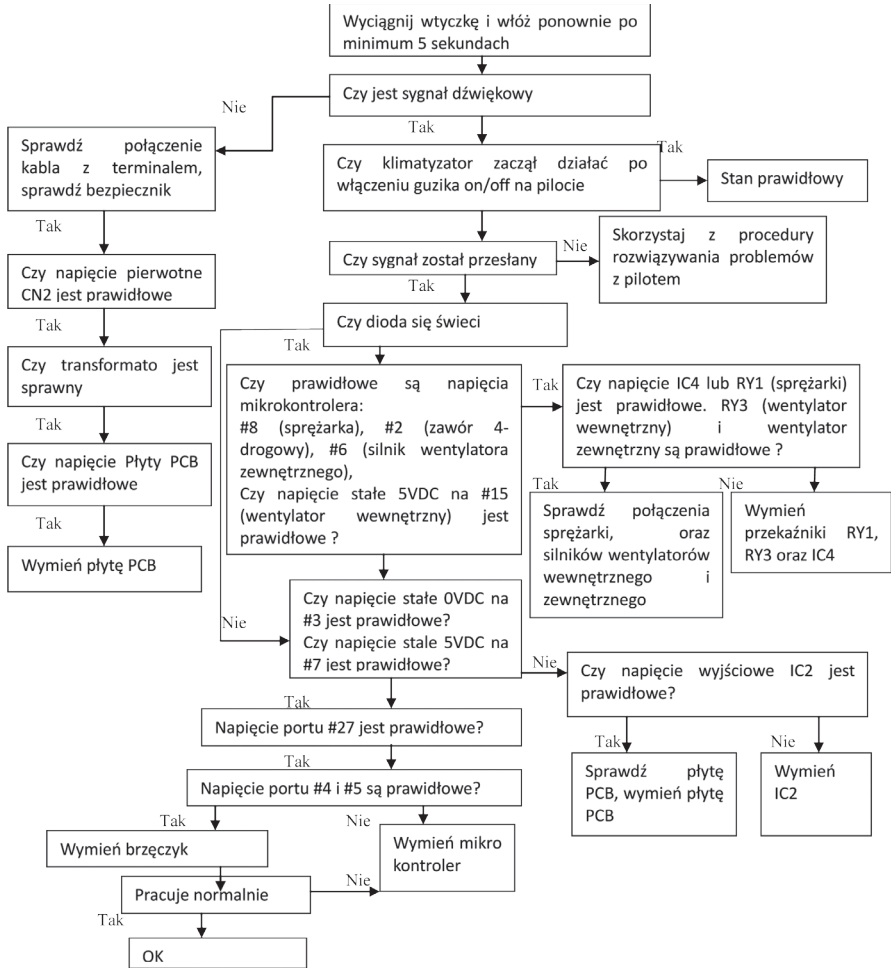 Wyciągnij wtyczkę i włóż ponownie po
minimum 5 sekundach
Czy jest sygnał dźwiękowy
Nie
Tak
Sprawdź połączenie
kabla z terminalem,
sprawdź bezpiecznik
Czy klimatyzator zaczął działać po
włączeniu guzika on/off na pilocie
Tak
Stan prawidłowy
Tak
Skorzystaj z procedury
rozwiązywania problemów
z pilotem
Czy sygnał został przesłany
Nie
Czy napięcie pierwotne
CN2 jest prawidłowe
Tak
Czy dioda się świeci
Tak
Tak
Czy transformato jest
sprawny
Czy prawidłowe są napięcia
mikrokontrolera:
#8 (sprężarka), #2 (zawór 4-
drogowy), #6 (silnik wentylatora
zewnętrznego),
Czy napięcie stałe 5VDC na #15
(wentylator wewnętrzny) jest
prawidłowe ?
Tak
Czy napięcie IC4 lub RY1 (sprężarki)
jest prawidłowe. RY3 (wentylator
wewnętrzny) i wentylator
zewnętrzny są prawidłowe ?
Tak
Czy napięcie Płyty PCB
jest prawidłowe
Tak
Nie
Sprawdź połączenia
sprężarki, oraz
silników wentylatorów
wewnętrznego i
zewnętrznego
Wymień
przekaźniki RY1,
RY3 oraz IC4
Tak
Wymień płytę PCB
Czy napięcie stałe 0VDC na
#3 jest prawidłowe?
Czy napięcie stale 5VDC na
#7 jest prawidłowe?
Nie
Nie
Czy napięcie wyjściowe IC2 jest
prawidłowe?
Tak
Napięcie portu #27 jest prawidłowe?
Tak
Nie
Tak
Sprawdź płytę
PCB, wymień płytę
PCB
Wymień
IC2
Napięcie portu #4 i #5 są prawidłowe?
Tak
Nie
Wymień brzęczyk
Wymień mikro
kontroler
Pracuje normalnie
Nie
Tak
OK